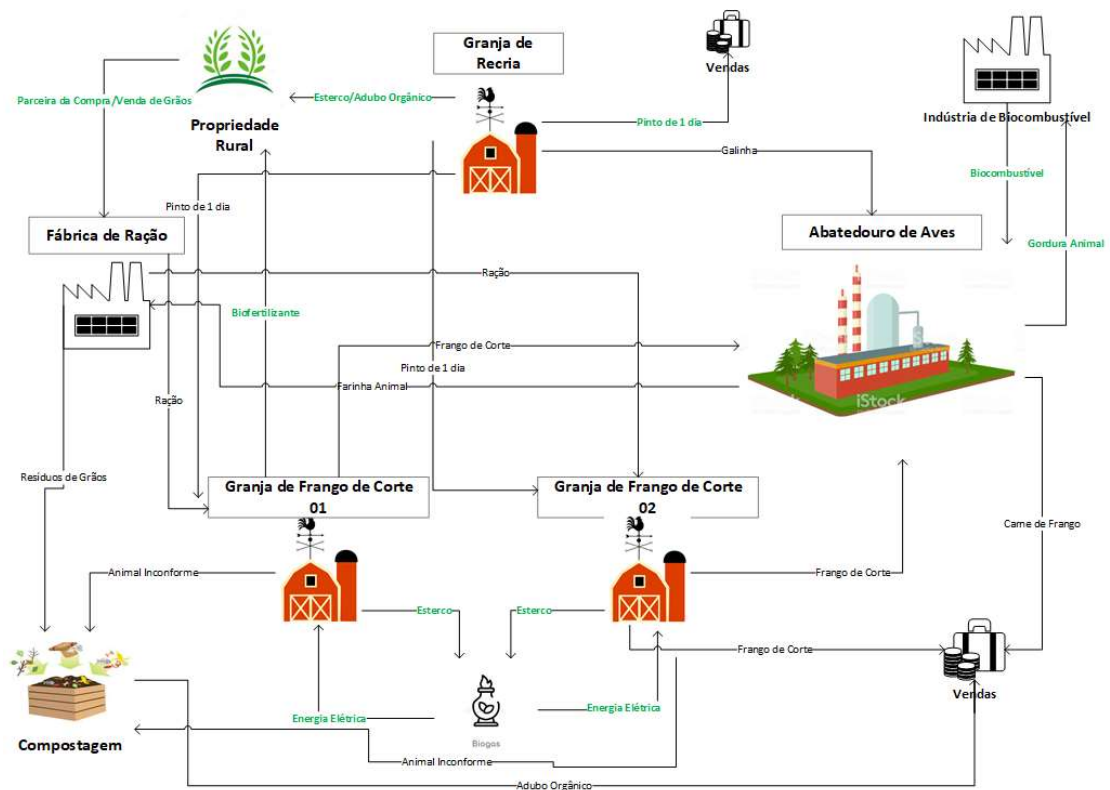 Granja de
Recria
Vendas
Parceira da Compra/Venda de Grãos
Esterco/Adubo Orgânico
Propriedade
Rural
Pinto de 1 dia
Galinha
Indústria de Biocombustível
Biocombustível
Pinto de 1 dia
Fábrica de Ração
Abatedouro de Aves
Gordura Animal
Ração
Biofertilizante
Frango de Corte
Pinto de 1 dia
Farinha Animal
Ração
iStock
Resíduos de Grãos
Granja de Frango de Corte
01
Granja de Frango de Corte
02
Carne de Frango
Animal Inconforme
Frango de Corte
Esterco
Esterco
Frango de Corte
Vendas
Energia Elétrica
Energia Elétrica
Biogas
Compostagem
Animal Inconforme
Adubo Orgânico